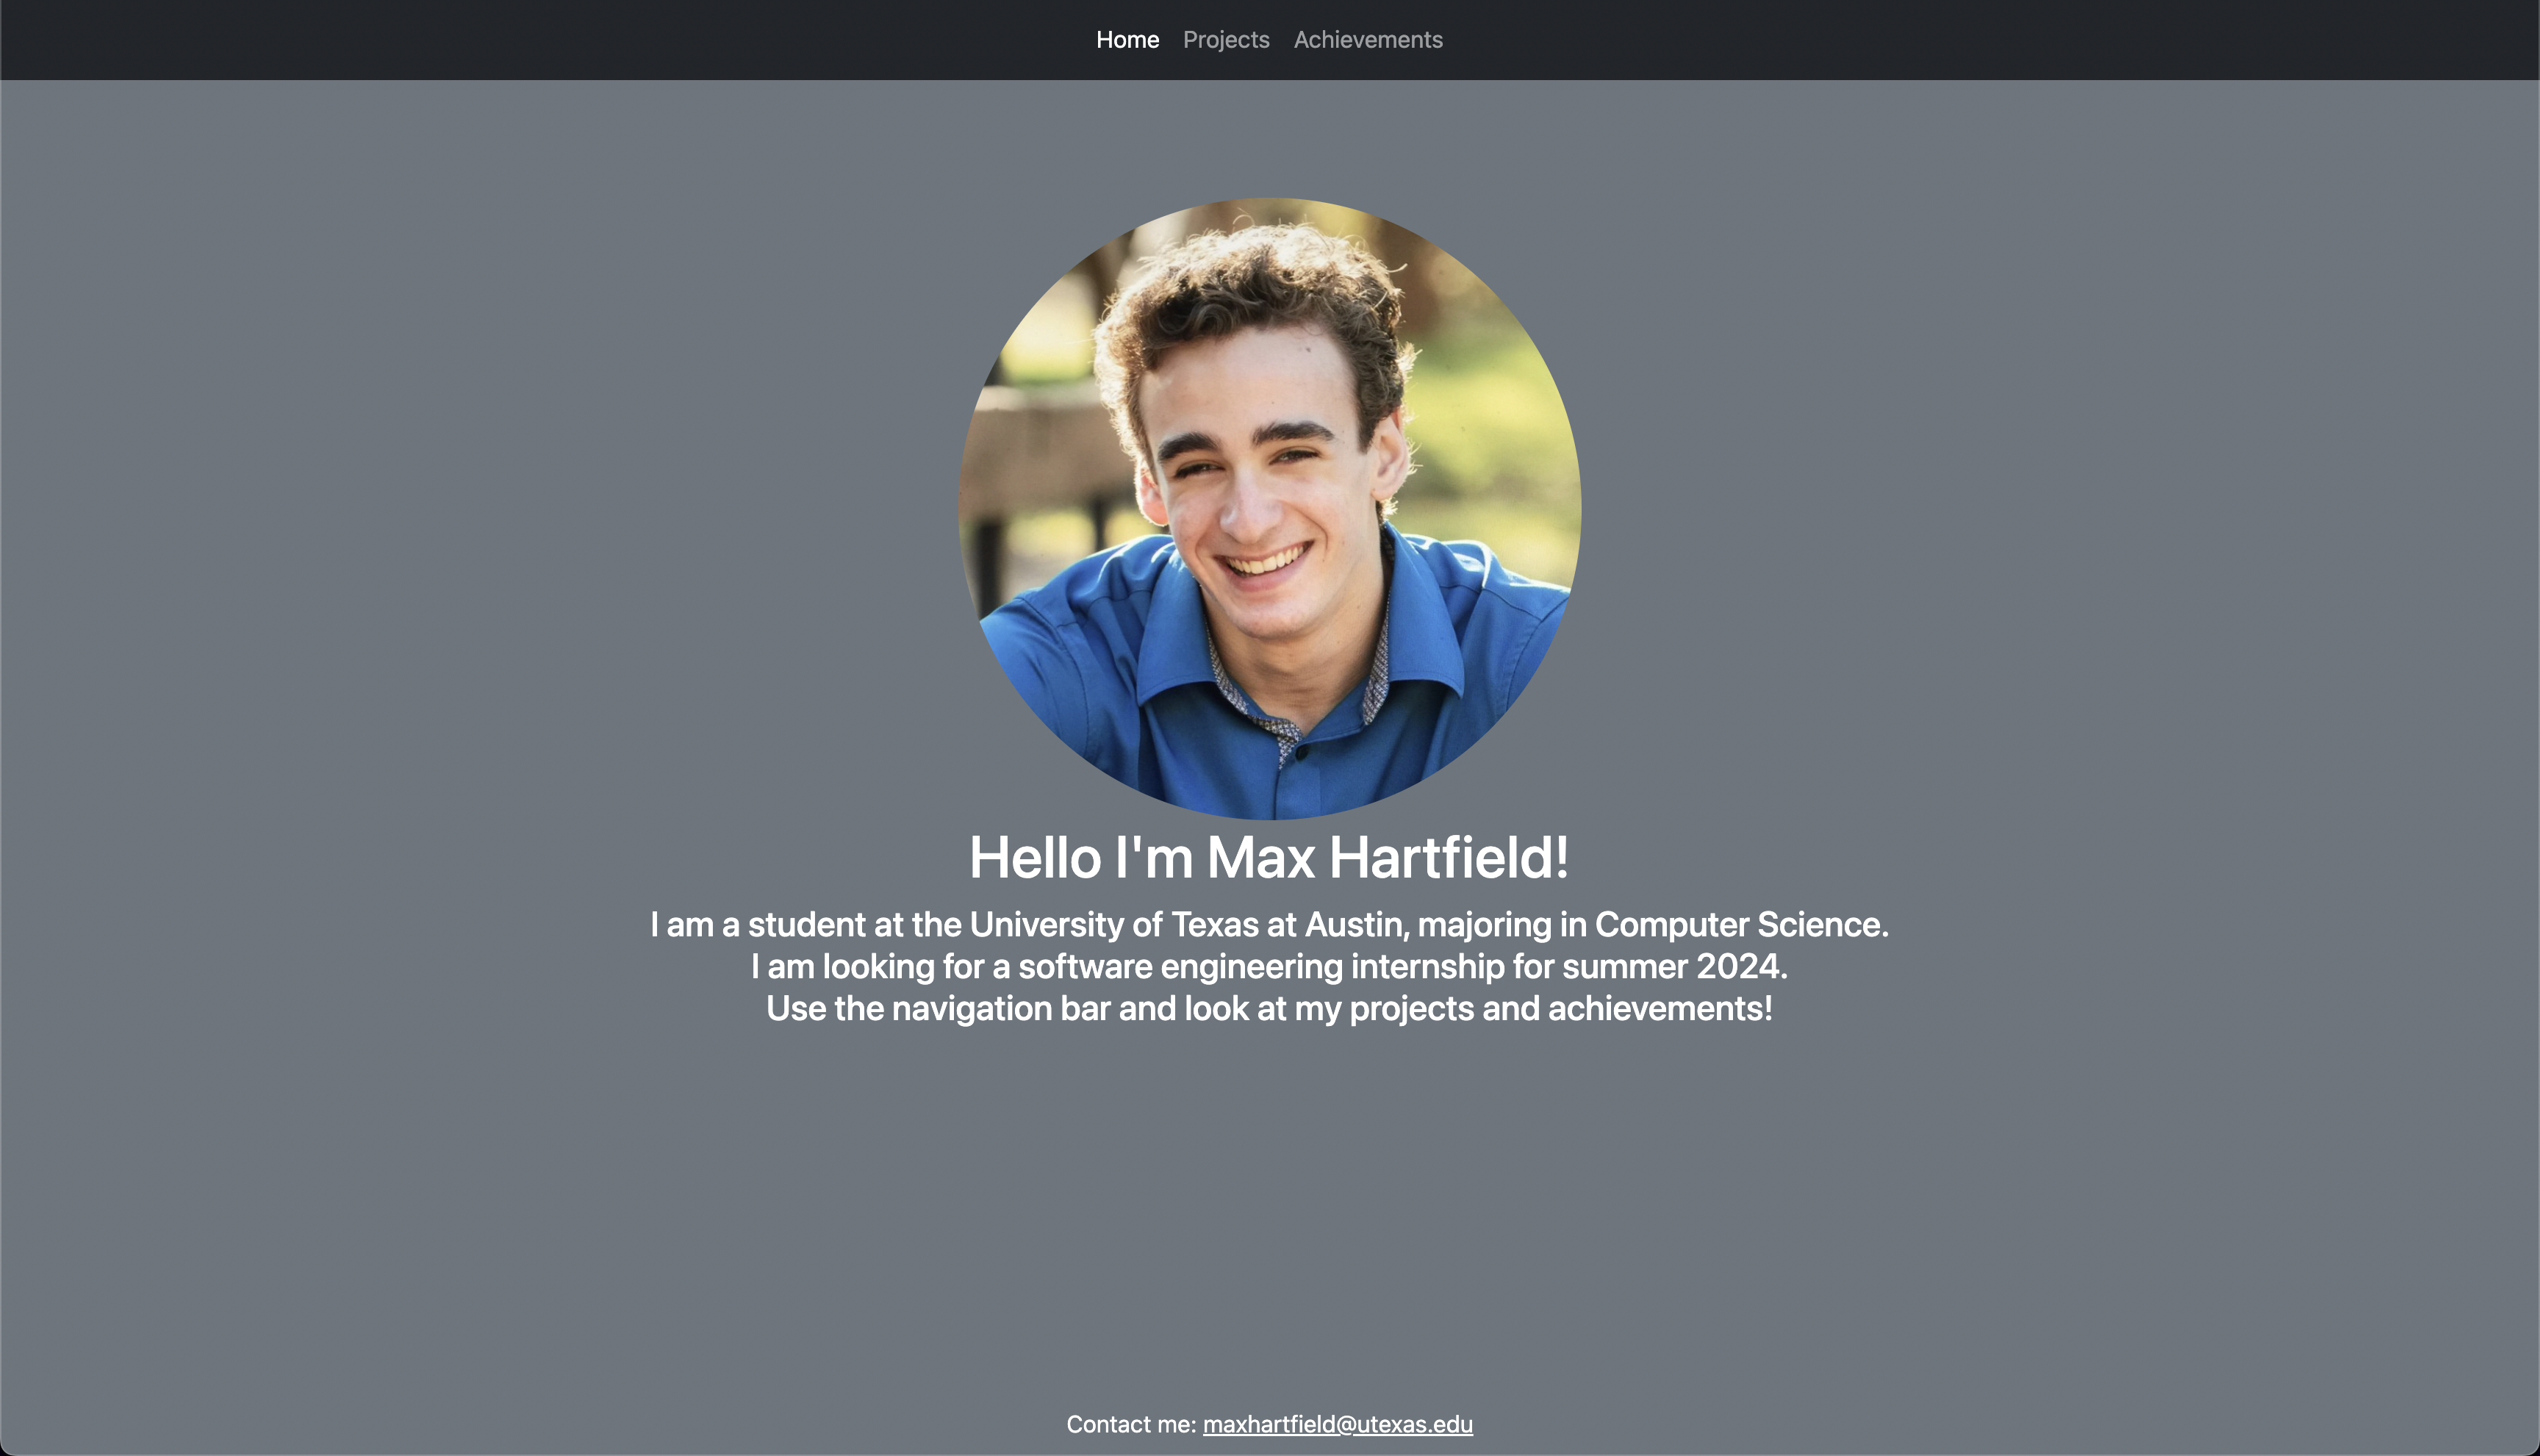 Home Projects Achievements
Hello I'm Max Hartfield!
I am a student at the University of Texas at Austin, majoring in Computer Science.
I am looking for a software engineering internship for summer 2024.
Use the navigation bar and look at my projects and achievements!
Contact me: maxhartfield@utexas.edu